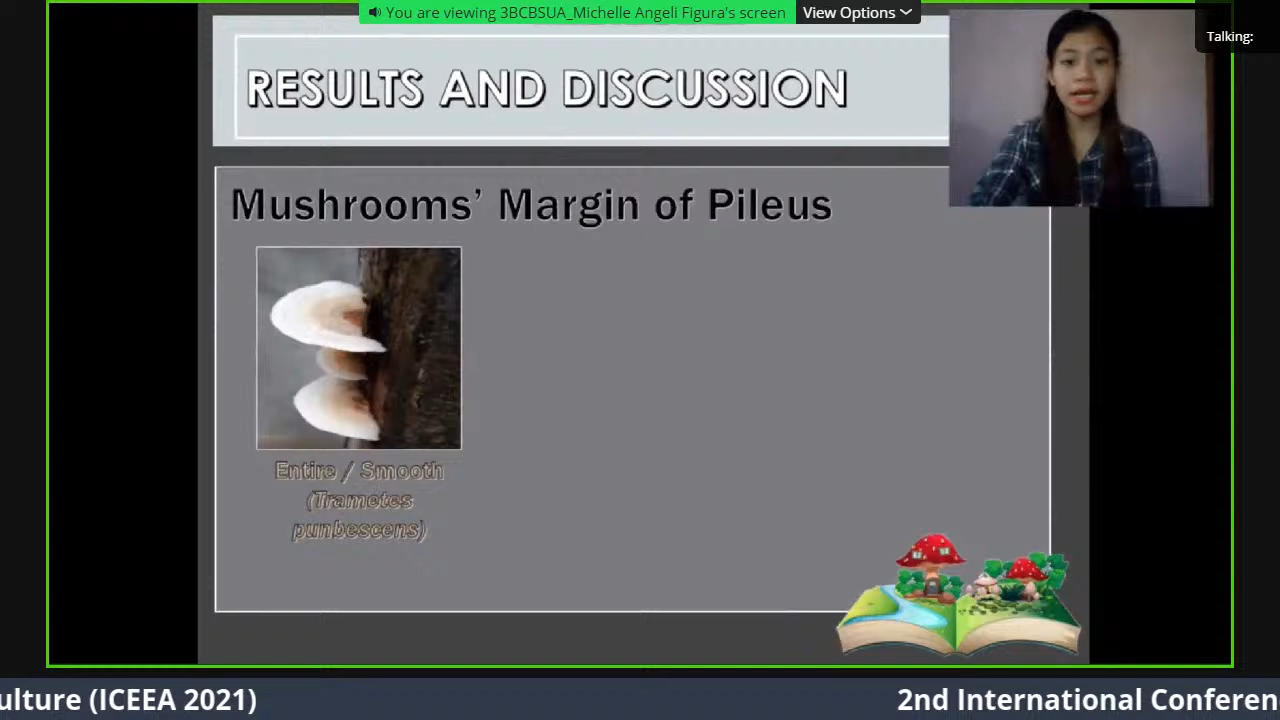 You are viewing 3BCBSUA_Michelle Angeli Figura's screen
View Options
Talking:
RESULTS AND DISCUSSION
Mushrooms’ Margin of Pileus
Entire / Smooth
(Trametes
punbescens)
ulture (ICEEA 2021)
2nd International Conferen